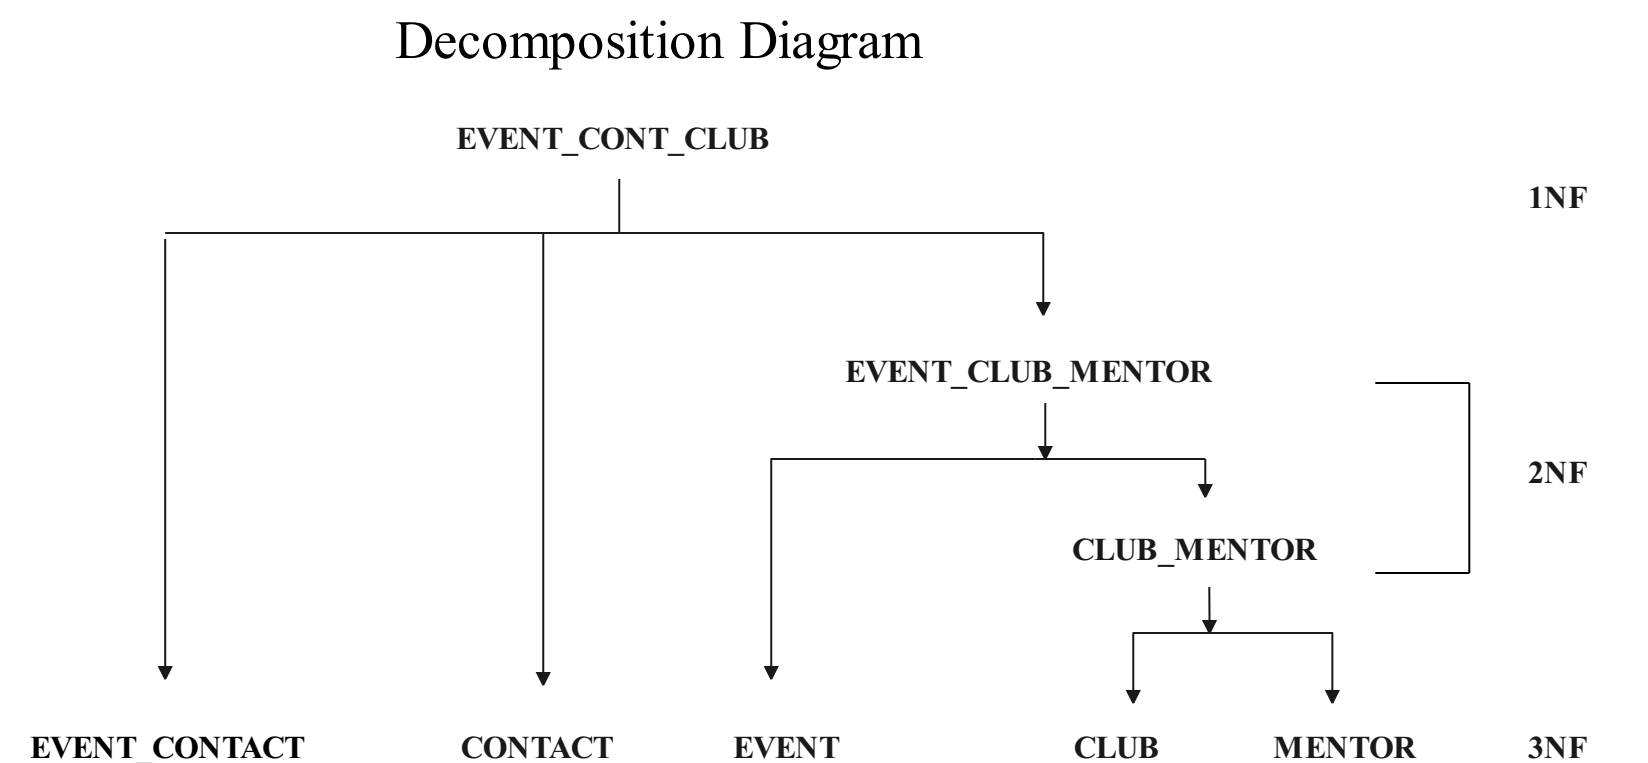 Decomposition Diagram
EVENT_CONT_CLUB
1NF
EVENT_CLUB_MENTOR
2NF
CLUB_MENTOR
EVENT_CONTACT CONTACT EVENT CLUB MENTOR 3NF